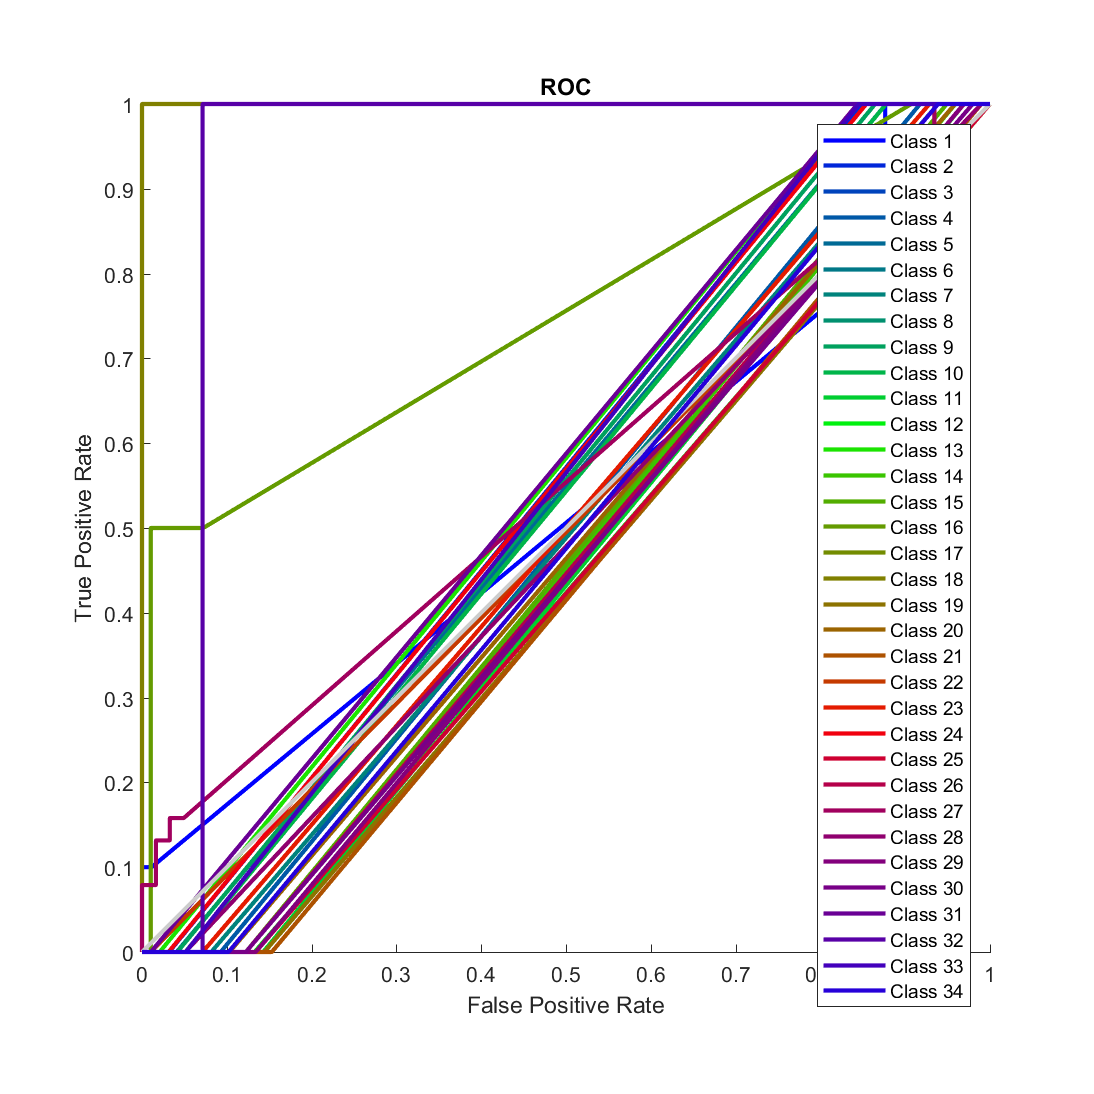 ROC
1
0.9
0.8
0.7
0.6
0.5
0.4
0.3
0.2
0.1
0
True Positive Rate
0 0.1 0.2 0.3 0.4 0.5 0.6 0.7 1
False Positive Rate
Class 1
Class 2
Class 3
Class 4
Class 5
Class 6
Class 7
Class 8
Class 9
Class 10
Class 11
Class 12
Class 13
Class 14
Class 15
Class 16
Class 17
Class 18
Class 19
Class 20
Class 21
Class 22
Class 23
Class 24
Class 25
Class 26
Class 27
Class 28
Class 29
Class 30
Class 31
Class 32
Class 33
Class 34